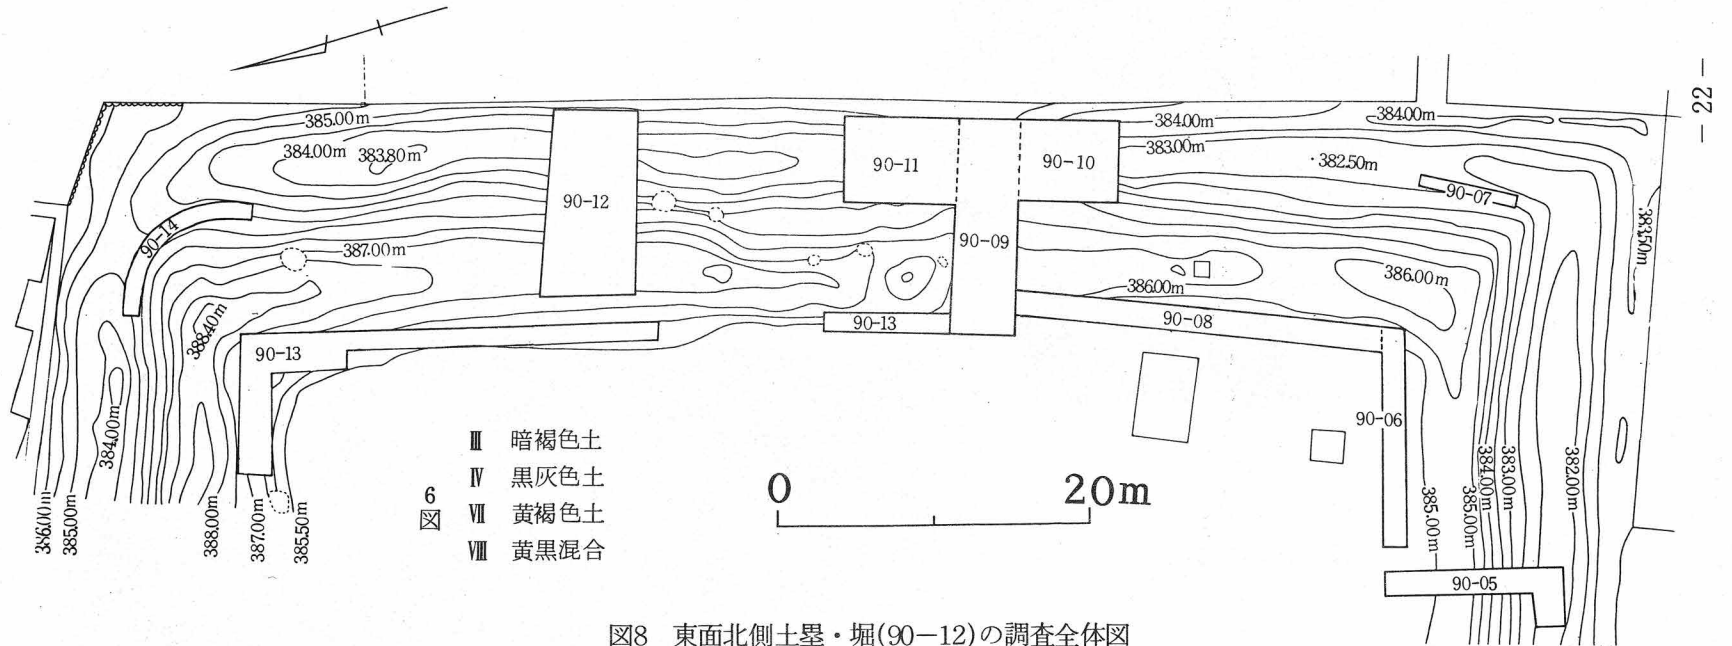 385.00m
384.00m 383.80m
384.00m
384.00m
383.00m
・382.50m
90-11
90-10
90-12
90-07
90-14
387.00m
90-09
383.50m
386.00m
386.00m
388.40m
90-13
90-08
90-13
90-06
384.00m
386.00m
385.00m
388.00m
387.00m
385.50m
6図
Ⅲ 暗褐色土
Ⅳ 黒灰色土
Ⅶ 黄褐色土
Ⅷ 黄黒混合
0 20m
385.00m
385.00m
384.00m
383.00m
382.00m
90-05
図8 東面北側土塁・堀(90-12)の調査全体図
-22-